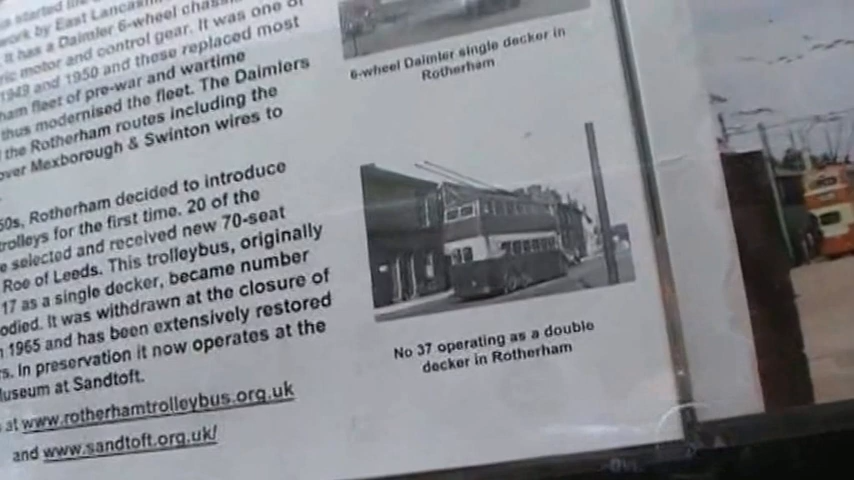 s started
work by East Lancashi
It has a Daimler 6-wheel chass
ric motor and control gear. It was one of
1949 and 1950 and these replaced most
ham fleet of pre-war and wartime
thus modernised the fleet. The Daimlers
the Rotherham routes including the
over Mexborough & Swinton wires to
50s, Rotherham decided to introduce
trolleys for the first time. 20 of the
e selected and received new 70-seat
Roe of Leeds. This trolleybus, originally
17 as a single decker, became number
odied. It was withdrawn at the closure of
1965 and has been extensively restored
rs. In preservation it now operates at the
Museum at Sandtoft.
at www.rotherhamtrolleybus.org.uk
and www.sandtoft.org.uk/
6-wheel Daimler single decker in
Rotherham
No 37 operating as a double
decker in Rotherham